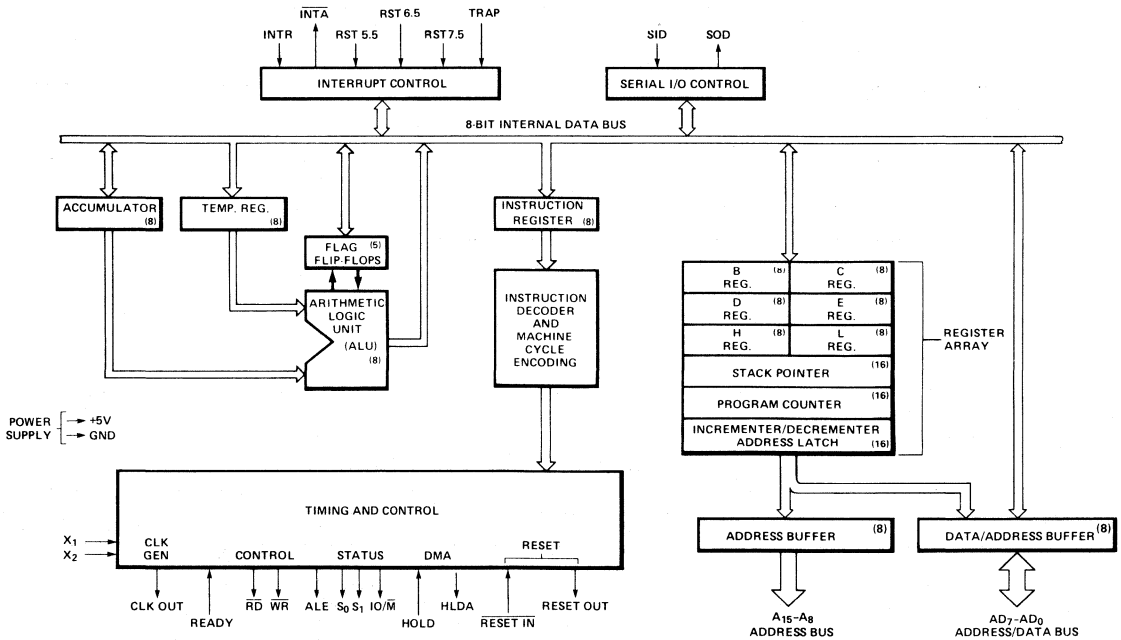 INTR
INTA
RST 5.5
RST 6.5
RST 7.5
TRAP
SID
SOD
INTERRUPT CONTROL
SERIAL I/O CONTROL
8-BIT INTERNAL DATA BUS
ACCUMULATOR
(8)
TEMP. REG.
(8)
INSTRUCTION
REGISTER (8)
FLAG (5)
FLIP-FLOPS
ARITHMETIC
LOGIC
UNIT
(ALU)
(8)
INSTRUCTION
DECODER
AND
MACHINE
CYCLE
ENCODING
B (8)
REG.
C (8)
REG.
D (8)
REG.
E (8)
REG.
H (8)
REG.
L (8)
REG.
STACK POINTER (16)
PROGRAM COUNTER (16)
INCREMENTER/DECREMENTER
ADDRESS LATCH (16)
REGISTER
ARRAY
POWER
SUPPLY
+5V
GND
TIMING AND CONTROL
X1
X2
CLK
GEN
CONTROL
STATUS
DMA
RESET
CLK OUT
READY
RD
WR
ALE
S0
S1
IO/M
HOLD
HLDA
RESET IN
RESET OUT
ADDRESS BUFFER (8)
DATA/ADDRESS BUFFER (8)
A15–A8
ADDRESS BUS
AD7–AD0
ADDRESS/DATA BUS